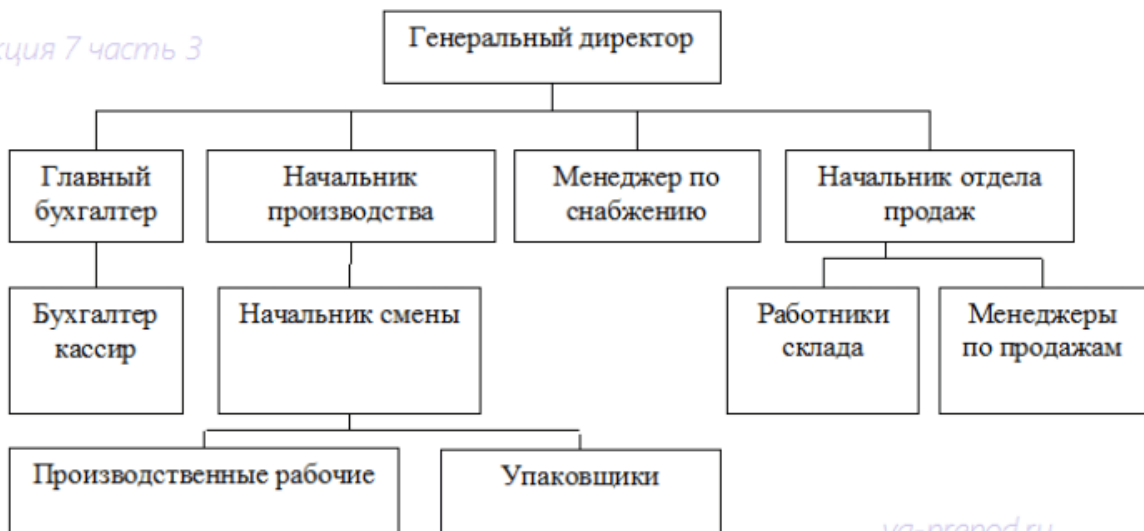 кция 7 часть 3
Генеральный директор
Главный
бухгалтер
Начальник
производства
Менеджер по
снабжению
Начальник отдела
продаж
Бухгалтер
кассир
Начальник смены
Работники
склада
Менеджеры
по продажам
Производственные рабочие
Упаковщики